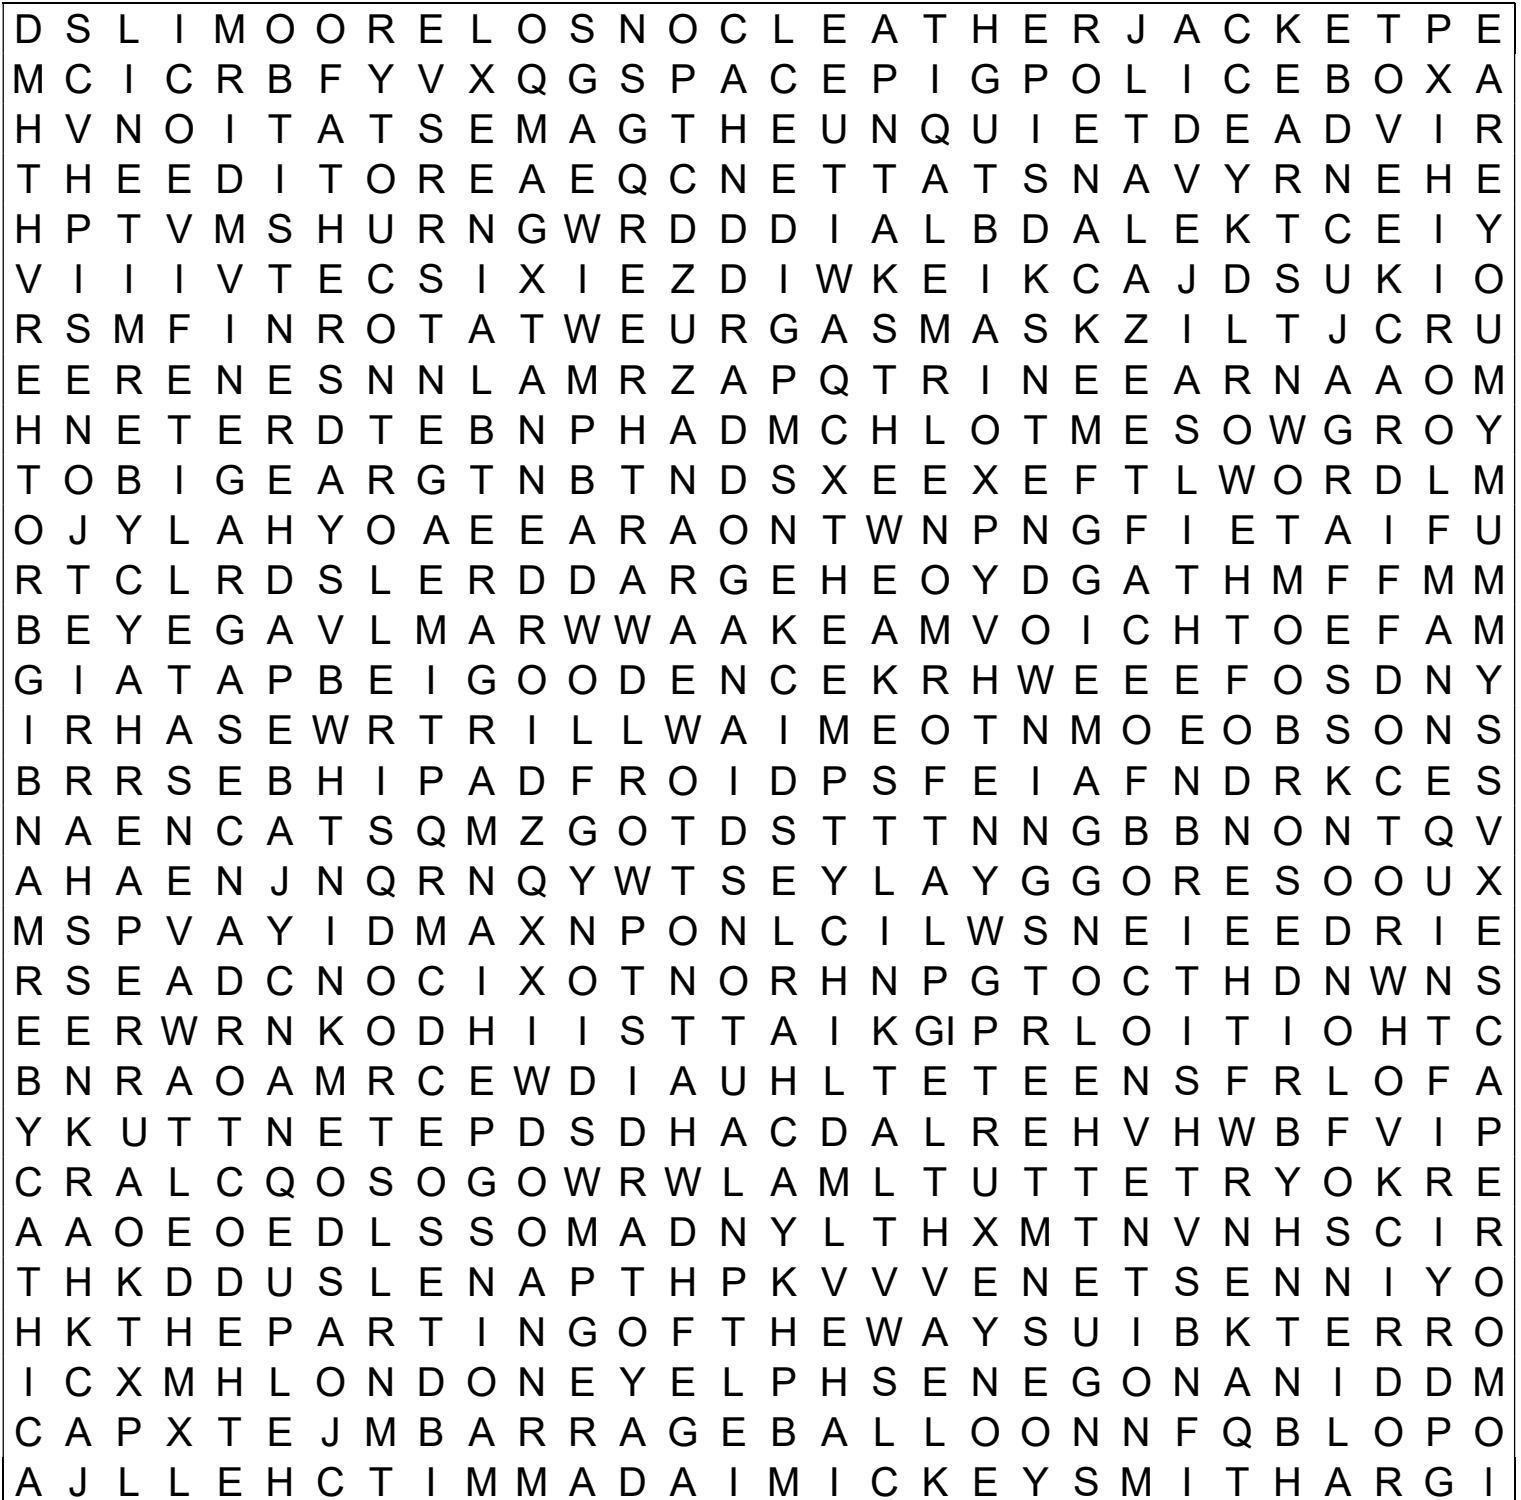 D S L I M O O R E L O S N O C L E A T H E R J A C K E T P E
M C I C R B F Y V X Q G S P A C E P I G P O L I C E B O X A
H V N O I T A T S E M A G T H E U N Q U I E T D E A D V I R
T H E E D I T O R E A E Q C N E T T A T S N A V Y R N E H E
H P T V M S H U R N G W R D D D I A L B D A L E K T C E I Y
V I I I V T E C S I X I E Z D I W K E I K C A J D S U K I O
R S M F I N R O T A T W E U R G A S M A S K Z I L T J C R U
E E R E N E S N N L A M R Z A P Q T R I N E E A R N A A O M
H N E T E R D T E B N P H A D M C H L O T M E S O W G R O Y
T O B I G E A R G T N B T N D S X E E X E F T L W O R D L M
O J Y L A H Y O A E E A R A O N T W N P N G F I E T A I F U
R T C L R D S L E R D D A R G E H E O Y D G A T H M F F M M
B E Y E G A V L M A R W W A A K E A M V O I C H T O E F A M
G I A T A P B E I G O O D E N C E K R H W E E E F O S D N Y
I R H A S E W R T R I L L W A I M E O T N M O E O B S O N S
B R R S E B H I P A D F R O I D P S F E I A F N D R K C E S
N A E N C A T S Q M Z G O T D S T T T N N G B B N O N T Q V
A H A E N J N Q R N Q Y W T S E Y L A Y G G O R E S O O U X
M S P V A Y I D M A X N P O N L C I L W S N E I E E D R I E
R S E A D C N O C I X O T N O R H N P G T O C T H D N W N S
E E R W R N K O D H I I S T T A I K GI P R L O I T I O H T C
B N R A O A M R C E W D I A U H L T E T E E N S F R L O F A
Y K U T T N E T E P D S D H A C D A L R E H V H W B F V I P
C R A L C Q O S O G O W R W L A M L T U T T E T R Y O K R E
A A O E O E D L S S O M A D N Y L T H X M T N V N H S C I R
T H K D D U S L E N A P T H P K V V V E N E T S E N N I Y O
H K T H E P A R T I N G O F T H E W A Y S U I B K T E R R O
I C X M H L O N D O N E Y E L P H S E N E G O N A N I D D M
C A P X T E J M B A R R A G E B A L L O O N N F Q B L O P O
A J L L E H C T I M M A D A I M I C K E Y S M I T H A R G I